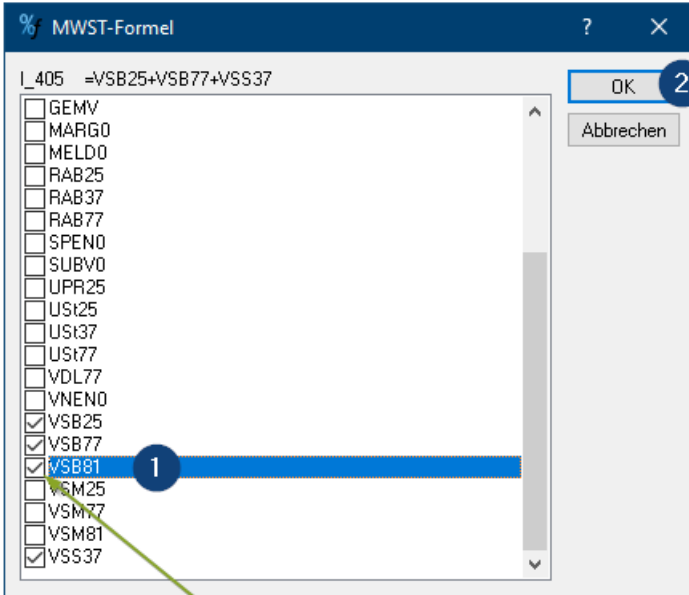 MWST-Formel ? ×
I_405 =VSB25+VSB77+VSS37
OK 2
Abbrechen
GEMV
MARG0
MELD0
RAB25
RAB37
RAB77
SPEN0
SUBV0
UPR25
USt25
USt37
USt77
VDL77
VNEN0
VSB25
VSB77
VSB81 1
VSM25
VSM77
VSM81
VSS37